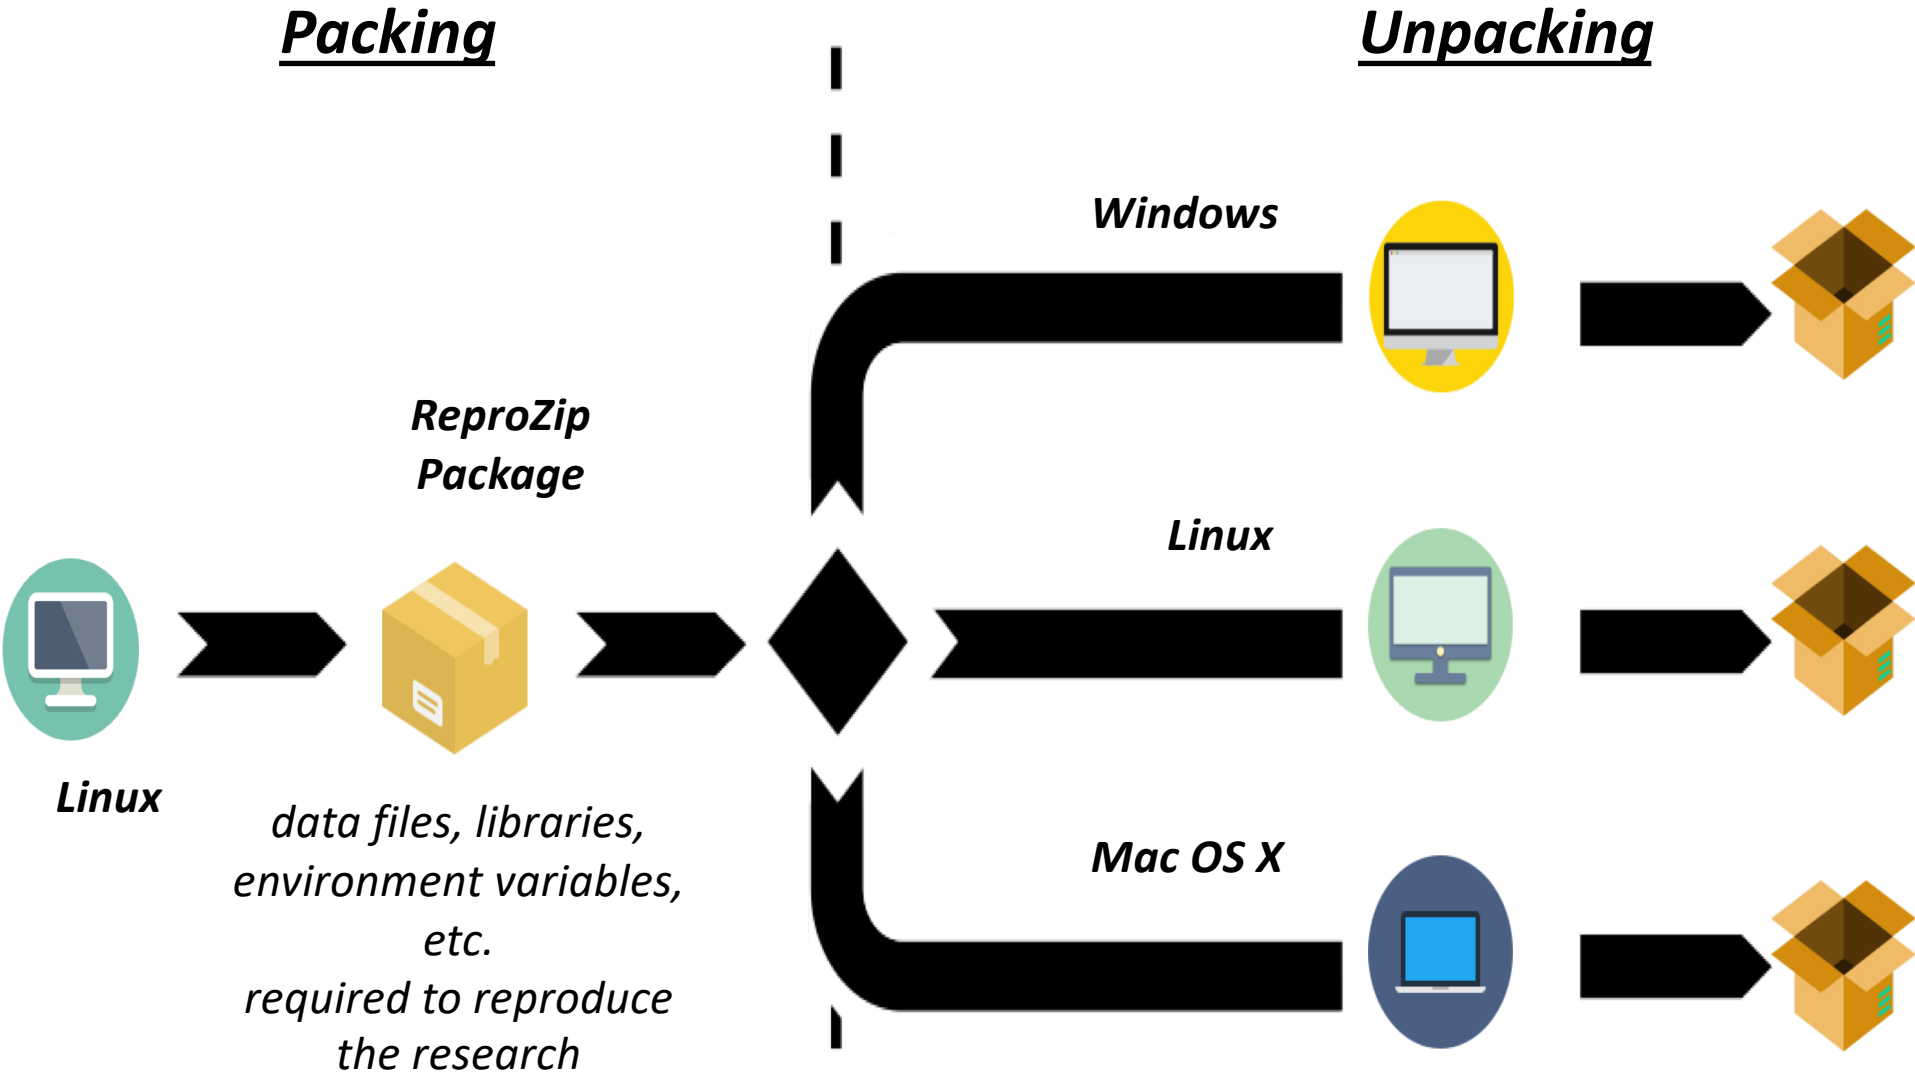 Packing
Unpacking
Windows
ReproZip
Package
Linux
Linux
data files, libraries,
environment variables,
etc.
required to reproduce
the research
Mac OS X